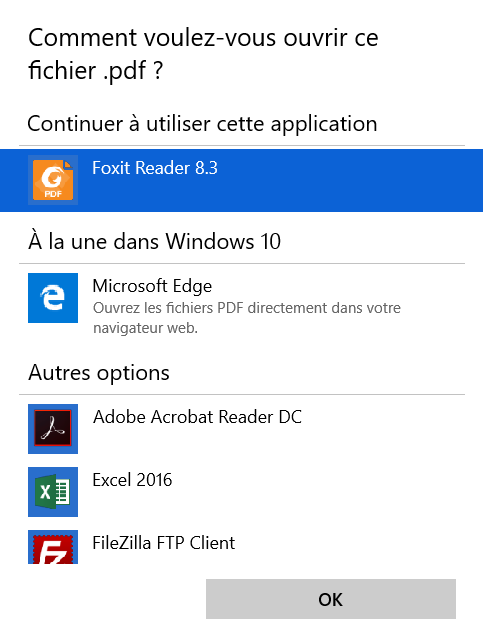 Comment voulez-vous ouvrir ce
fichier .pdf ?
Continuer à utiliser cette application
PDF
Foxit Reader 8.3
À la une dans Windows 10
Microsoft Edge
Ouvrez les fichiers PDF directement dans votre
navigateur web.
Autres options
Adobe Acrobat Reader DC
Excel 2016
FileZilla FTP Client
OK